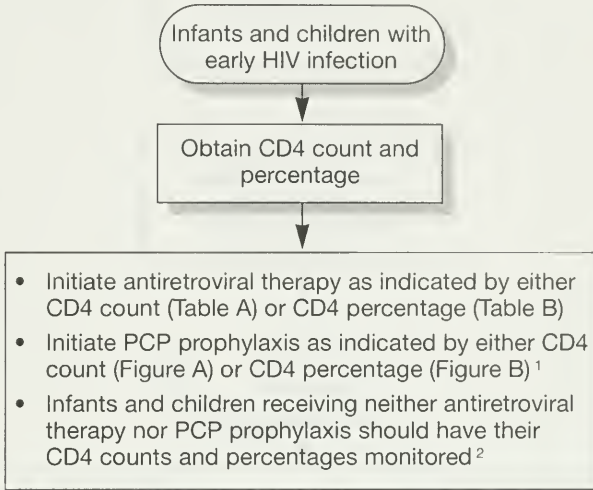 Infants and children with
early HIV infection
Obtain CD4 count and
percentage
• Initiate antiretroviral therapy as indicated by either
CD4 count (Table A) or CD4 percentage (Table B)
• Initiate PCP prophylaxis as indicated by either CD4
count (Figure A) or CD4 percentage (Figure B) ¹
• Infants and children receiving neither antiretroviral
therapy nor PCP prophylaxis should have their
CD4 counts and percentages monitored ²